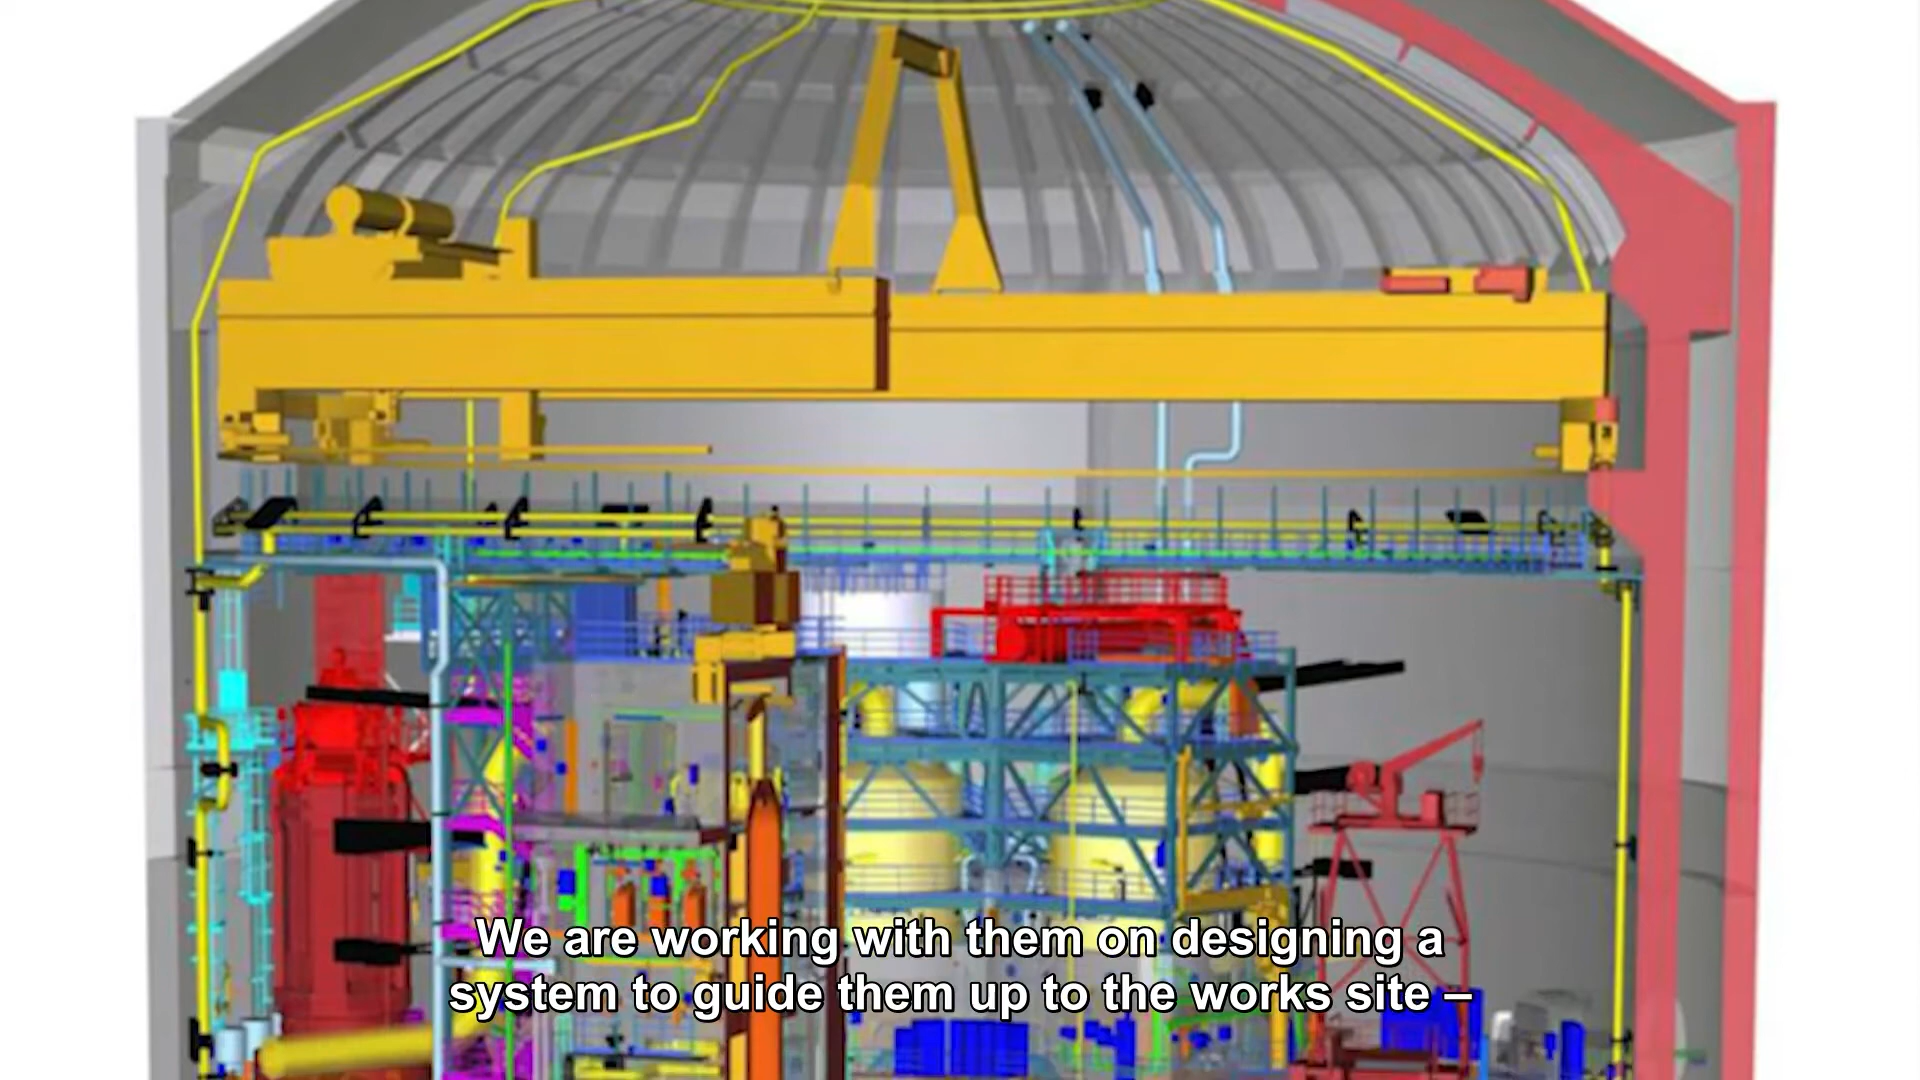 We are working with them on designing a
system to guide them up to the works site –